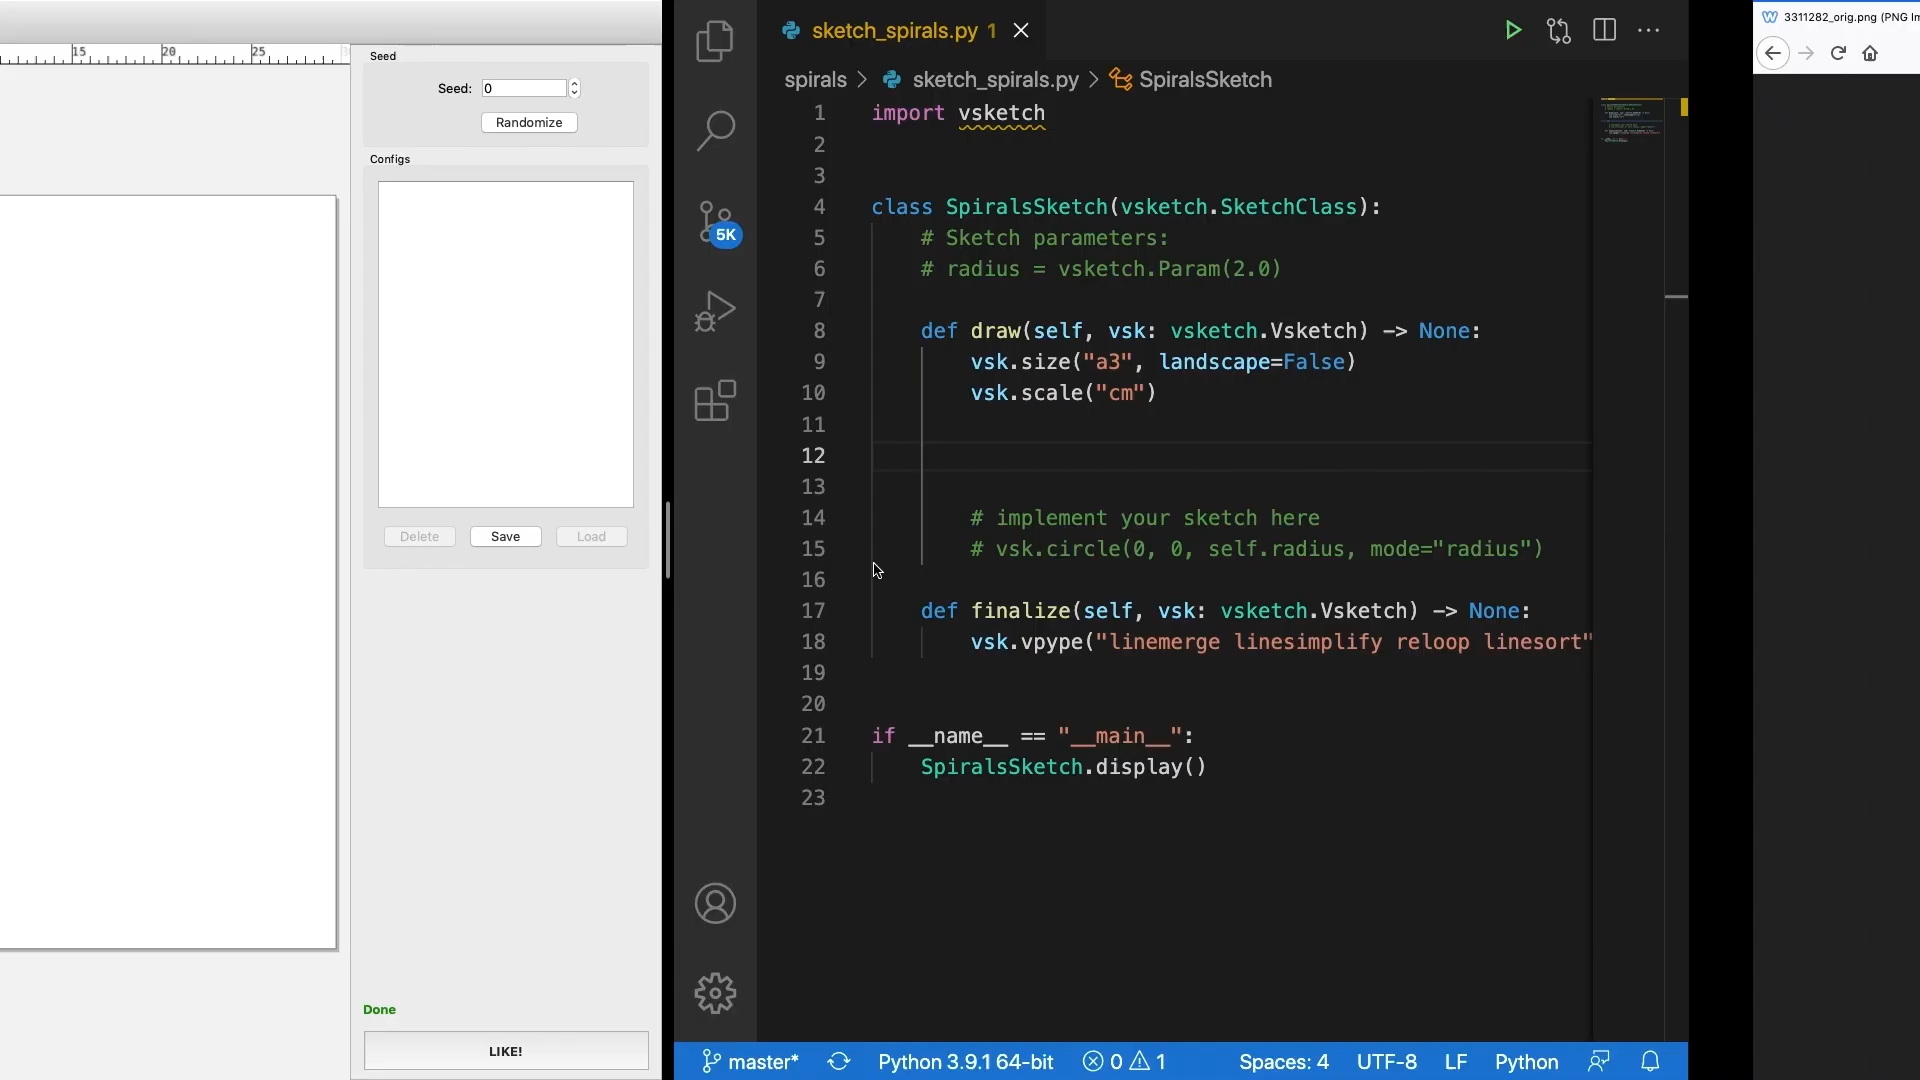 15 20 25
Seed
Seed: 0
Randomize
Configs
Delete Save Load
Done
LIKE!
sketch_spirals.py 1
spirals > sketch_spirals.py > SpiralsSketch
5K
1 import vsketch
2
3
4 class SpiralsSketch(vsketch.SketchClass):
5 # Sketch parameters:
6 # radius = vsketch.Param(2.0)
7
8 def draw(self, vsk: vsketch.Vsketch) -> None:
9 vsk.size("a3", landscape=False)
10 vsk.scale("cm")
11
12
13
14 # implement your sketch here
15 # vsk.circle(0, 0, self.radius, mode="radius")
16
17 def finalize(self, vsk: vsketch.Vsketch) -> None:
18 vsk.vpype("linemerge linesimplify reloop linesort"
19
20
21 if __name__ == "__main__":
22 SpiralsSketch.display()
23
master* Python 3.9.1 64-bit 0 1 Spaces: 4 UTF-8 LF Python
3311282_orig.png (PNG Im